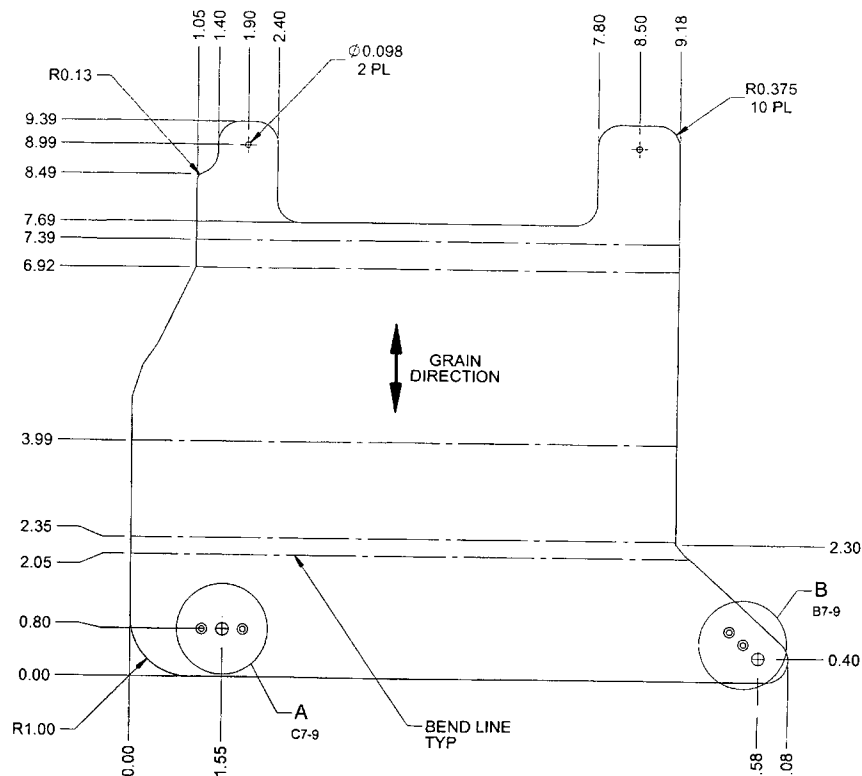 1.05
1.40
1.90
2.40
7.80
8.50
9.18
R0.13
Ø0.098
2 PL
R0.375
10 PL
9.39
8.99
8.49
7.69
7.39
6.92
GRAIN
DIRECTION
3.99
2.35
2.05
2.30
0.80
B
B7-9
0.40
0.00
R1.00
A
C7-9
BEND LINE
TYP
0.00
1.55
.58
.08